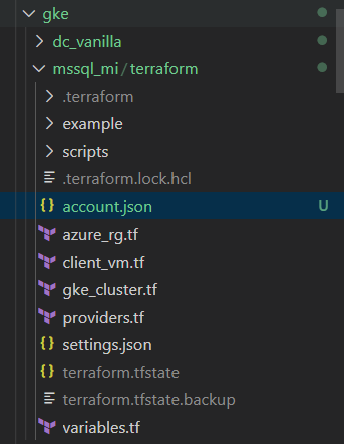 gke
dc_vanilla
mssql_mi / terraform
.terraform
example
scripts
.terraform.lock.hcl
account.json U
azure_rg.tf
client_vm.tf
gke_cluster.tf
providers.tf
settings.json
terraform.tfstate
terraform.tfstate.backup
variables.tf